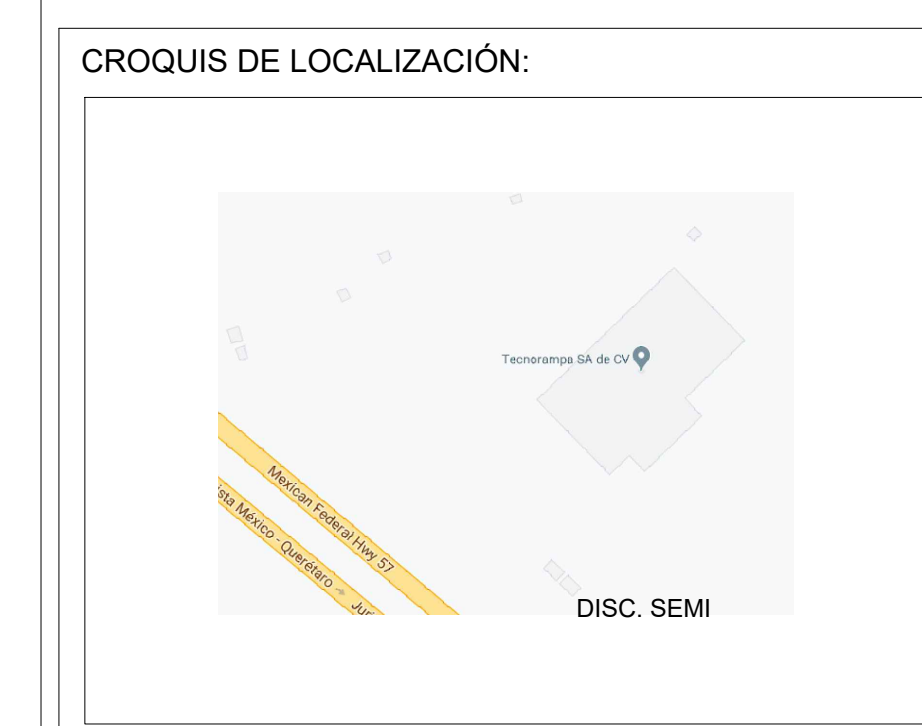 CROQUIS DE LOCALIZACIÓN:
Tecnorampa SA de CV
Mexican Federal Hwy 57
ista México - Querétaro
DISC. SEMI